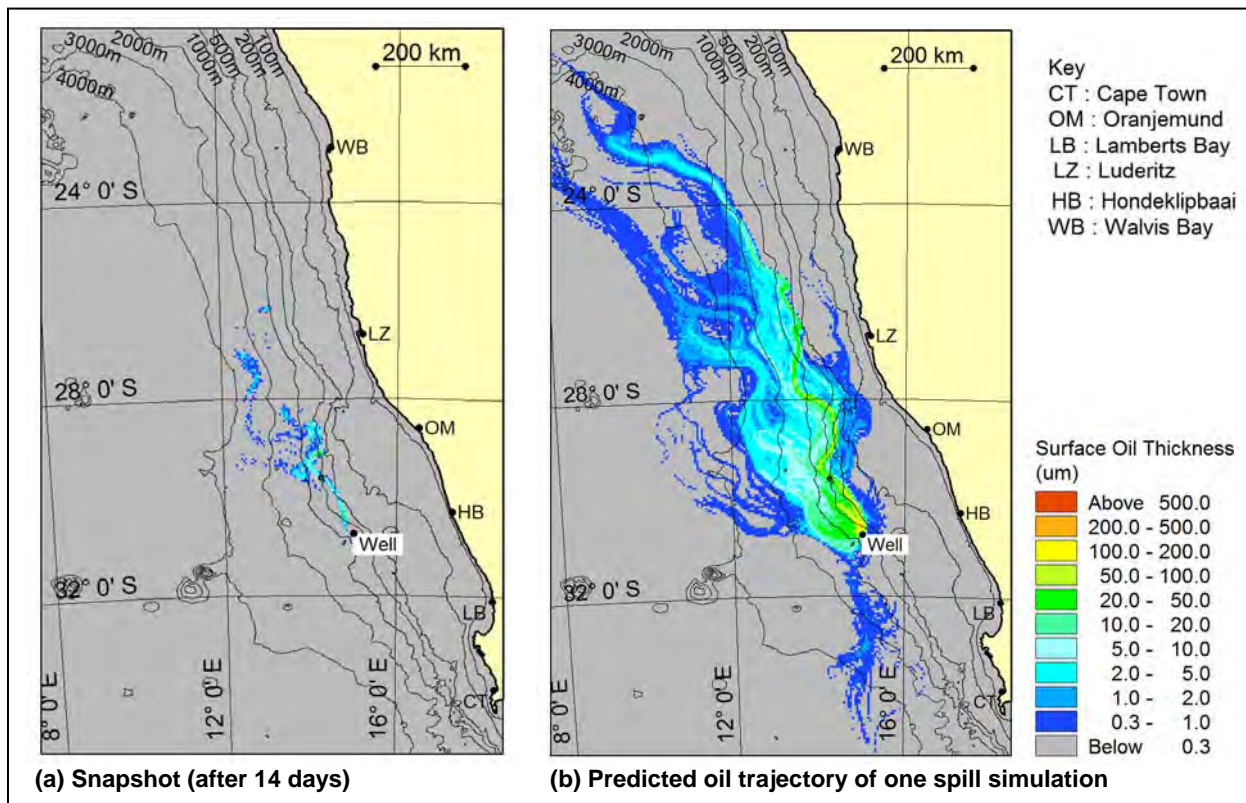 3000m
2000m
1000m
500m
200m
100m
4000m
200 km
WB
24° 0' S
LZ
28° 0' S
OM
HB
Well
32° 0' S
LB
CT
8° 0' E
12° 0' E
16° 0' E
(a) Snapshot (after 14 days)
3000m
2000m
1000m
500m
200m
100m
4000m
200 km
WB
24° 0' S
LZ
28° 0' S
OM
HB
Well
32° 0' S
LB
CT
8° 0' E
12° 0' E
16° 0' E
(b) Predicted oil trajectory of one spill simulation
Key
CT : Cape Town
OM : Oranjemund
LB : Lamberts Bay
LZ : Luderitz
HB : Hondeklipbaai
WB : Walvis Bay
Surface Oil Thickness
(um)
Above 500.0
200.0 - 500.0
100.0 - 200.0
50.0 - 100.0
20.0 - 50.0
10.0 - 20.0
5.0 - 10.0
2.0 - 5.0
1.0 - 2.0
0.3 - 1.0
Below 0.3